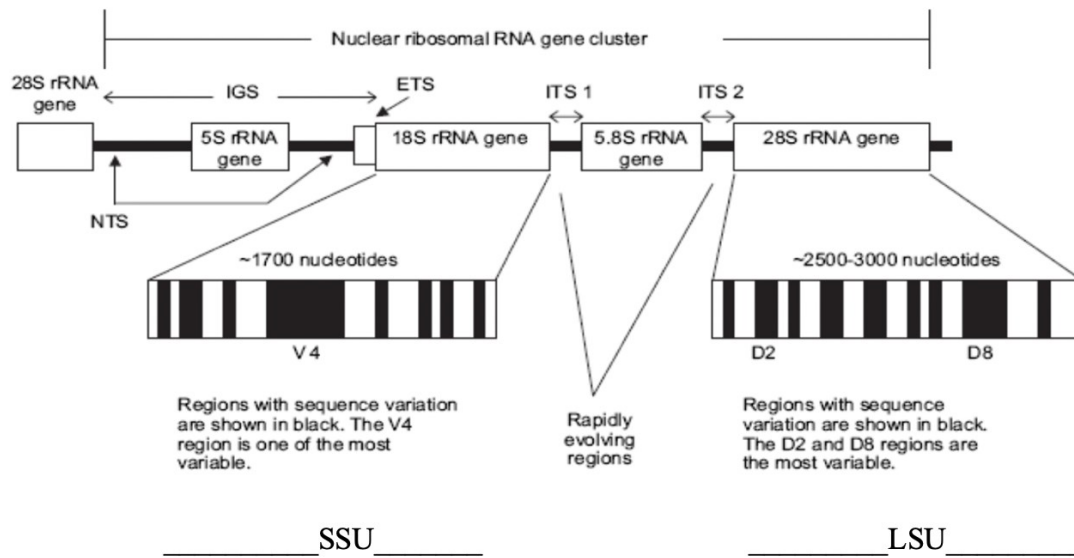 Nuclear ribosomal RNA gene cluster
28S rRNA
gene
IGS
ETS
ITS 1
ITS 2
5S rRNA
gene
18S rRNA gene
5.8S rRNA
gene
28S rRNA gene
NTS
~1700 nucleotides
~2500-3000 nucleotides
V4
D2
D8
Regions with sequence variation
are shown in black. The V4
region is one of the most
variable.
Rapidly
evolving
regions
Regions with sequence
variation are shown in black.
The D2 and D8 regions are
the most variable.
__________SSU_______
_________LSU_______